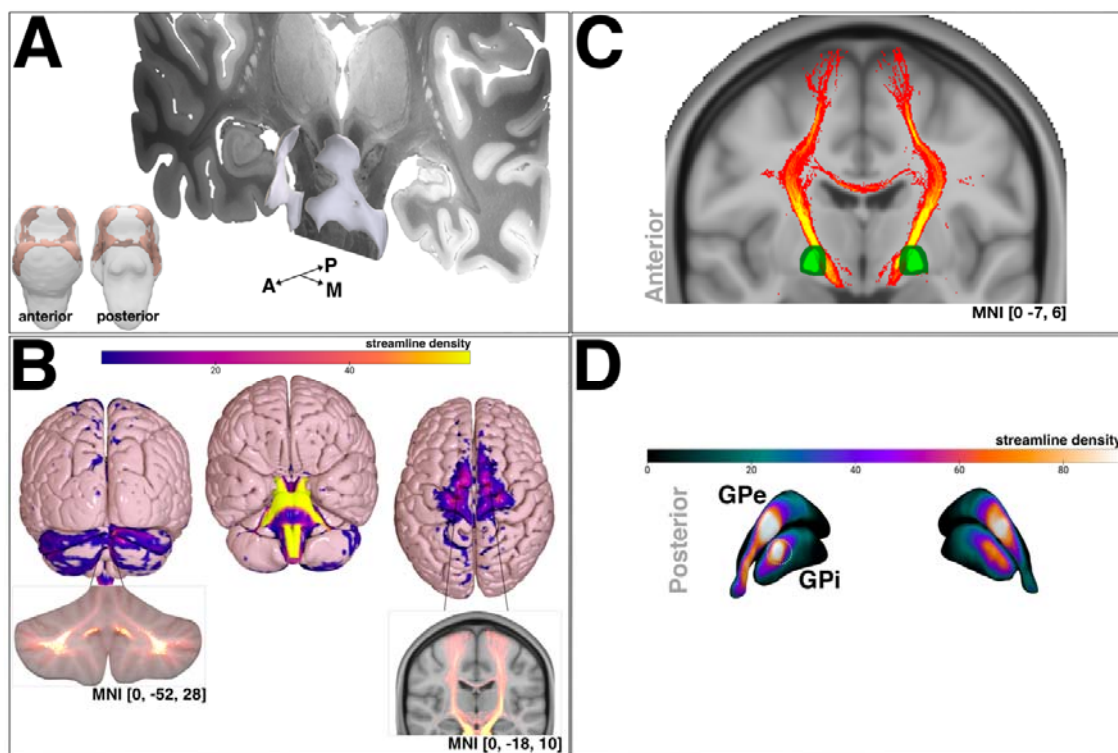 A
P
A
M
anterior posterior
C
Anterior
MNI [0 -7, 6]
B
streamline density
20 40
MNI [0, -52, 28]
MNI [0, -18, 10]
D
streamline density
0 20 40 60 80
Posterior
GPe
GPi